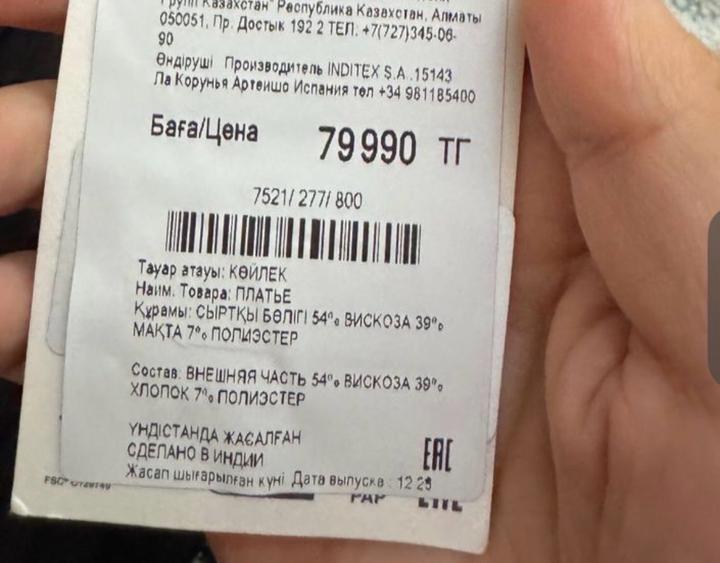 Групп Казахстан" Республика Казахстан, Алматы
050051, Пр. Достык 192 2 ТЕЛ. +7(727)345-06-
90
Өндіруші Производитель INDITEX S.A .15143
Ла Корунья Артеишо Испания тел +34 981185400
Баға/Цена 79 990 ТГ
7521/ 277/ 800
Тауар атауы: КӨЙЛЕК
Наим. Товара: ПЛАТЬЕ
Құрамы: СЫРТҚЫ БӨЛІГІ 54% ВИСКОЗА 39%
МАҚТА 7% ПОЛИЭСТЕР
Состав: ВНЕШНЯЯ ЧАСТЬ 54% ВИСКОЗА 39%
ХЛОПОК 7% ПОЛИЭСТЕР
ҮНДІСТАНДА ЖАСАЛҒАН
СДЕЛАНО В ИНДИИ
EAC
Жасап шығарылған күні Дата выпуска : 12 25
PAP